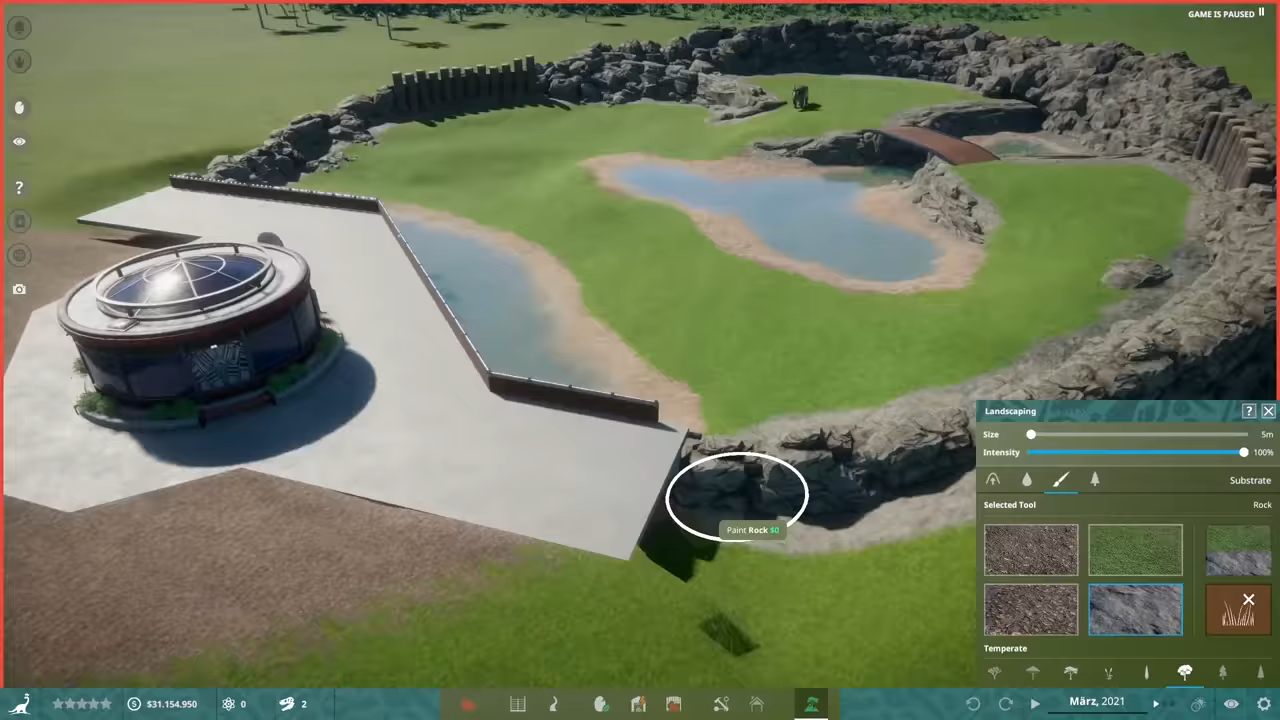 GAME IS PAUSED
Landscaping
?
Size 5m
Intensity 100%
Substrate
Selected Tool Rock
Paint Rock $0
Temperate
?
$31.154.950
0
2
März, 2021